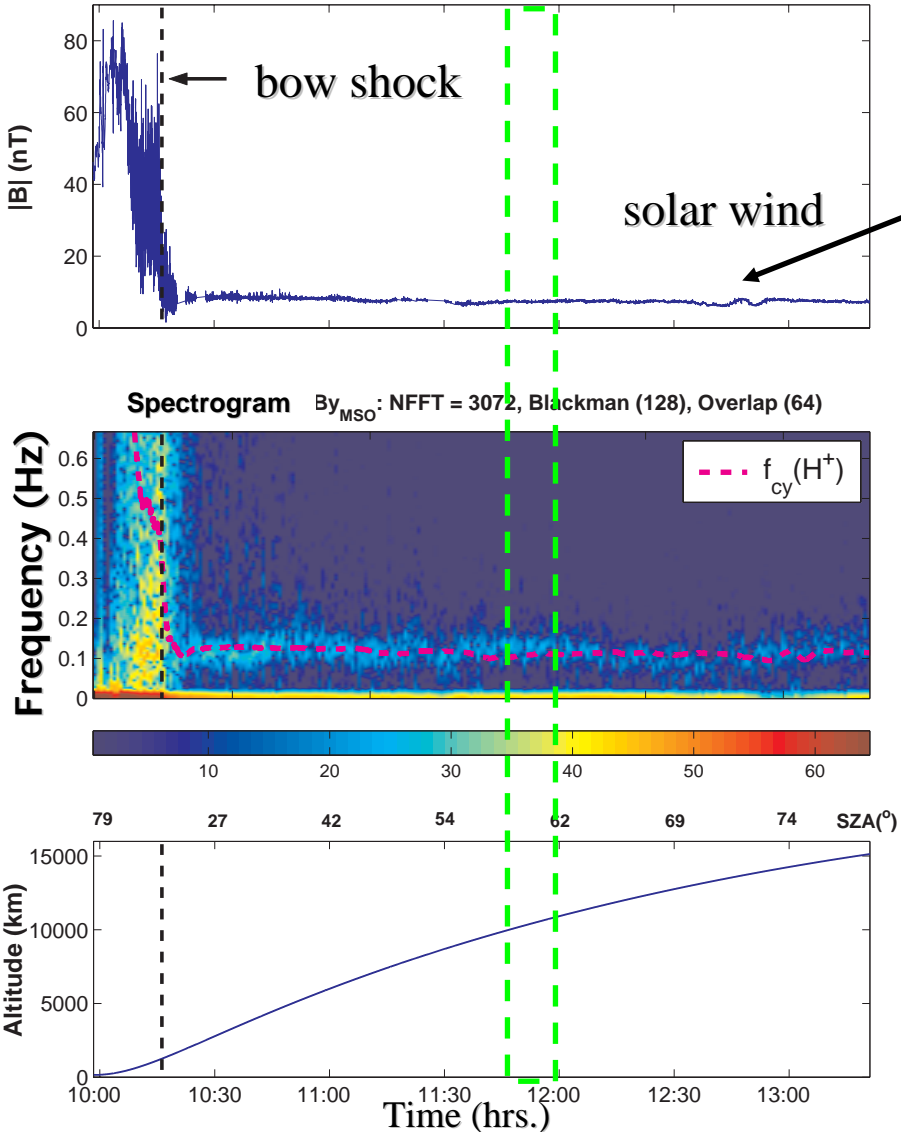 80
60
40
20
0
|B| (nT)
bow shock
solar wind
Spectrogram By_MSO: NFFT = 3072, Blackman (128), Overlap (64)
0.6
0.5
0.4
0.3
0.2
0.1
0
Frequency (Hz)
f_cy(H⁺)
10 20 30 40 50 60
79 27 42 54 62 69 74 SZA(°)
15000
10000
5000
0
Altitude (km)
10:00 10:30 11:00 11:30 12:00 12:30 13:00
Time (hrs.)